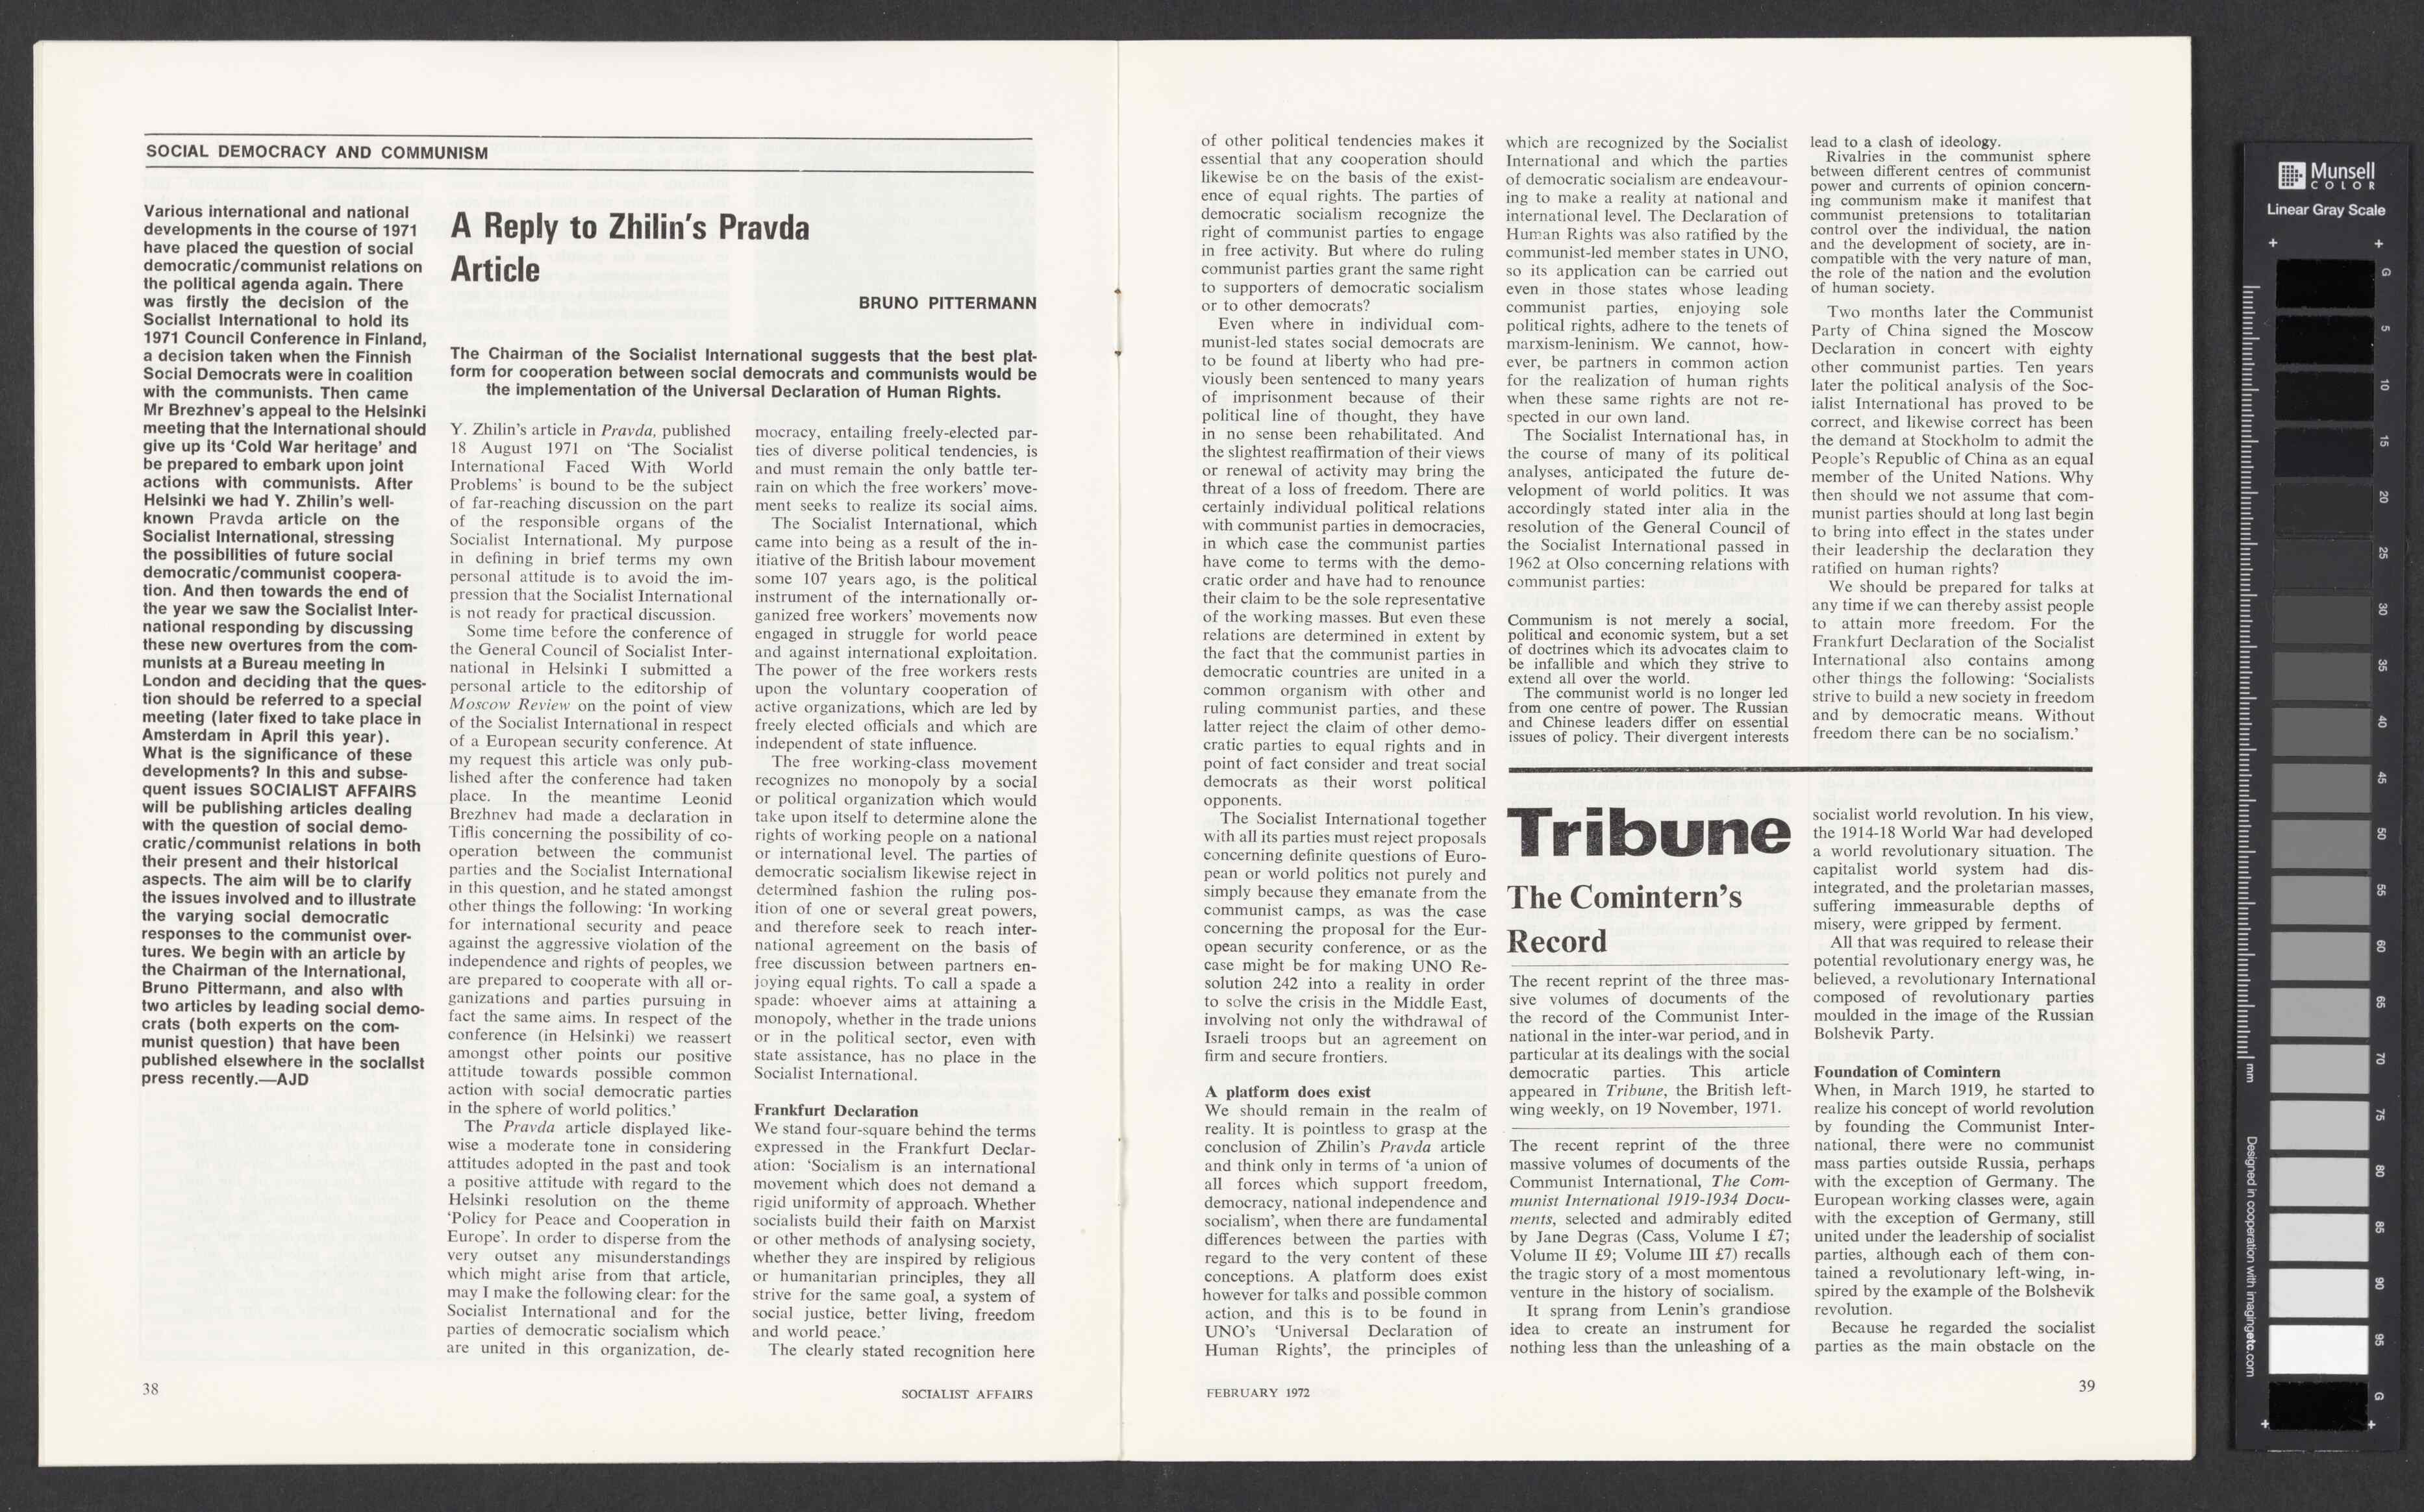 SOCIAL DEMOCRACY AND COMMUNISM
Various international and national
developments in the course of 1971
have placed the question of social
democratic/communist relations on
the political agenda again. There
was firstly the decision of the
Socialist International to hold its
1971 Council Conference in Finland,
a decision taken when the Finnish
Social Democrats were in coalition
with the communists. Then came
Mr Brezhnev's appeal to the Helsinki
meeting that the International should
give up its 'Cold War heritage' and
be prepared to embark upon joint
actions with communists. After
Helsinki we had Y. Zhilin's well-
known Pravda article on the
Socialist International, stressing
the possibilities of future social
democratic/communist coopera-
tion. And then towards the end of
the year we saw the Socialist Inter-
national responding by discussing
these new overtures from the com-
munists at a Bureau meeting in
London and deciding that the ques-
tion should be referred to a special
meeting (later fixed to take place in
Amsterdam in April this year).
What is the significance of these
developments? In this and subse-
quent issues SOCIALIST AFFAIRS
will be publishing articles dealing
with the question of social demo-
cratic/communist relations in both
their present and their historical
aspects. The aim will be to clarify
the issues involved and to illustrate
the varying social democratic
responses to the communist over-
tures. We begin with an article by
the Chairman of the International,
Bruno Pittermann, and also with
two articles by leading social demo-
crats (both experts on the com-
munist question) that have been
published elsewhere in the socialist
press recently.—AJD
A Reply to Zhilin's Pravda
Article
BRUNO PITTERMANN
The Chairman of the Socialist International suggests that the best plat-
form for cooperation between social democrats and communists would be
the implementation of the Universal Declaration of Human Rights.
Y. Zhilin's article in Pravda, published
18 August 1971 on 'The Socialist
International Faced With World
Problems' is bound to be the subject
of far-reaching discussion on the part
of the responsible organs of the
Socialist International. My purpose
in defining in brief terms my own
personal attitude is to avoid the im-
pression that the Socialist International
is not ready for practical discussion.
Some time before the conference of
the General Council of Socialist Inter-
national in Helsinki I submitted a
personal article to the editorship of
Moscow Review on the point of view
of the Socialist International in respect
of a European security conference. At
my request this article was only pub-
lished after the conference had taken
place. In the meantime Leonid
Brezhnev had made a declaration in
Tiflis concerning the possibility of co-
operation between the communist
parties and the Socialist International
in this question, and he stated amongst
other things the following: 'In working
for international security and peace
against the aggressive violation of the
independence and rights of peoples, we
are prepared to cooperate with all or-
ganizations and parties pursuing in
fact the same aims. In respect of the
conference (in Helsinki) we reassert
amongst other points our positive
attitude towards possible common
action with social democratic parties
in the sphere of world politics.'
The Pravda article displayed like-
wise a moderate tone in considering
attitudes adopted in the past and took
a positive attitude with regard to the
Helsinki resolution on the theme
'Policy for Peace and Cooperation in
Europe'. In order to disperse from the
very outset any misunderstandings
which might arise from that article,
may I make the following clear: for the
Socialist International and for the
parties of democratic socialism which
are united in this organization, de-
mocracy, entailing freely-elected par-
ties of diverse political tendencies, is
and must remain the only battle ter-
rain on which the free workers' move-
ment seeks to realize its social aims.
The Socialist International, which
came into being as a result of the in-
itiative of the British labour movement
some 107 years ago, is the political
instrument of the internationally or-
ganized free workers' movements now
engaged in struggle for world peace
and against international exploitation.
The power of the free workers rests
upon the voluntary cooperation of
active organizations, which are led by
freely elected officials and which are
independent of state influence.
The free working-class movement
recognizes no monopoly by a social
or political organization which would
take upon itself to determine alone the
rights of working people on a national
or international level. The parties of
democratic socialism likewise reject in
determined fashion the ruling pos-
ition of one or several great powers,
and therefore seek to reach inter-
national agreement on the basis of
free discussion between partners en-
joying equal rights. To call a spade a
spade: whoever aims at attaining a
monopoly, whether in the trade unions
or in the political sector, even with
state assistance, has no place in the
Socialist International.
Frankfurt Declaration
We stand four-square behind the terms
expressed in the Frankfurt Declar-
ation: 'Socialism is an international
movement which does not demand a
rigid uniformity of approach. Whether
socialists build their faith on Marxist
or other methods of analysing society,
whether they are inspired by religious
or humanitarian principles, they all
strive for the same goal, a system of
social justice, better living, freedom
and world peace.'
The clearly stated recognition here
38
SOCIALIST AFFAIRS
of other political tendencies makes it
essential that any cooperation should
likewise be on the basis of the exist-
ence of equal rights. The parties of
democratic socialism recognize the
right of communist parties to engage
in free activity. But where do ruling
communist parties grant the same right
to supporters of democratic socialism
or to other democrats?
Even where in individual com-
munist-led states social democrats are
to be found at liberty who had pre-
viously been sentenced to many years
of imprisonment because of their
political line of thought, they have
in no sense been rehabilitated. And
the slightest reaffirmation of their views
or renewal of activity may bring the
threat of a loss of freedom. There are
certainly individual political relations
with communist parties in democracies,
in which case the communist parties
have come to terms with the demo-
cratic order and have had to renounce
their claim to be the sole representative
of the working masses. But even these
relations are determined in extent by
the fact that the communist parties in
democratic countries are united in a
common organism with other and
ruling communist parties, and these
latter reject the claim of other demo-
cratic parties to equal rights and in
point of fact consider and treat social
democrats as their worst political
opponents.
The Socialist International together
with all its parties must reject proposals
concerning definite questions of Euro-
pean or world politics not purely and
simply because they emanate from the
communist camps, as was the case
concerning the proposal for the Eur-
opean security conference, or as the
case might be for making UNO Re-
solution 242 into a reality in order
to solve the crisis in the Middle East,
involving not only the withdrawal of
Israeli troops but an agreement on
firm and secure frontiers.
A platform does exist
We should remain in the realm of
reality. It is pointless to grasp at the
conclusion of Zhilin's Pravda article
and think only in terms of 'a union of
all forces which support freedom,
democracy, national independence and
socialism', when there are fundamental
differences between the parties with
regard to the very content of these
conceptions. A platform does exist
however for talks and possible common
action, and this is to be found in
UNO's 'Universal Declaration of
Human Rights', the principles of
which are recognized by the Socialist
International and which the parties
of democratic socialism are endeavour-
ing to make a reality at national and
international level. The Declaration of
Human Rights was also ratified by the
communist-led member states in UNO,
so its application can be carried out
even in those states whose leading
communist parties, enjoying sole
political rights, adhere to the tenets of
marxism-leninism. We cannot, how-
ever, be partners in common action
for the realization of human rights
when these same rights are not re-
spected in our own land.
The Socialist International has, in
the course of many of its political
analyses, anticipated the future de-
velopment of world politics. It was
accordingly stated inter alia in the
resolution of the General Council of
the Socialist International passed in
1962 at Olso concerning relations with
communist parties:
Communism is not merely a social,
political and economic system, but a set
of doctrines which its advocates claim to
be infallible and which they strive to
extend all over the world.
The communist world is no longer led
from one centre of power. The Russian
and Chinese leaders differ on essential
issues of policy. Their divergent interests
lead to a clash of ideology.
Rivalries in the communist sphere
between different centres of communist
power and currents of opinion concern-
ing communism make it manifest that
communist pretensions to totalitarian
control over the individual, the nation
and the development of society, are in-
compatible with the very nature of man,
the role of the nation and the evolution
of human society.
Two months later the Communist
Party of China signed the Moscow
Declaration in concert with eighty
other communist parties. Ten years
later the political analysis of the Soc-
ialist International has proved to be
correct, and likewise correct has been
the demand at Stockholm to admit the
People's Republic of China as an equal
member of the United Nations. Why
then should we not assume that com-
munist parties should at long last begin
to bring into effect in the states under
their leadership the declaration they
ratified on human rights?
We should be prepared for talks at
any time if we can thereby assist people
to attain more freedom. For the
Frankfurt Declaration of the Socialist
International also contains among
other things the following: 'Socialists
strive to build a new society in freedom
and by democratic means. Without
freedom there can be no socialism.'
Tribune
The Comintern's
Record
The recent reprint of the three mas-
sive volumes of documents of the
the record of the Communist Inter-
national in the inter-war period, and in
particular at its dealings with the social
democratic parties. This article
appeared in Tribune, the British left-
wing weekly, on 19 November, 1971.
The recent reprint of the three
massive volumes of documents of the
Communist International, The Com-
munist International 1919-1934 Docu-
ments, selected and admirably edited
by Jane Degras (Cass, Volume I £7;
Volume II £9; Volume III £7) recalls
the tragic story of a most momentous
venture in the history of socialism.
It sprang from Lenin's grandiose
idea to create an instrument for
nothing less than the unleashing of a
socialist world revolution. In his view,
the 1914-18 World War had developed
a world revolutionary situation. The
capitalist world system had dis-
integrated, and the proletarian masses,
suffering immeasurable depths of
misery, were gripped by ferment.
All that was required to release their
potential revolutionary energy was, he
believed, a revolutionary International
composed of revolutionary parties
moulded in the image of the Russian
Bolshevik Party.
Foundation of Comintern
When, in March 1919, he started to
realize his concept of world revolution
by founding the Communist Inter-
national, there were no communist
mass parties outside Russia, perhaps
with the exception of Germany. The
European working classes were, again
with the exception of Germany, still
united under the leadership of socialist
parties, although each of them con-
tained a revolutionary left-wing, in-
spired by the example of the Bolshevik
revolution.
Because he regarded the socialist
parties as the main obstacle on the
FEBRUARY 1972
39
Munsell
COLOR
Linear Gray Scale
G
5
10
15
20
25
30
35
40
45
50
55
60
65
70
75
80
85
90
95
G
mm
Designed in cooperation with imagingetc.com